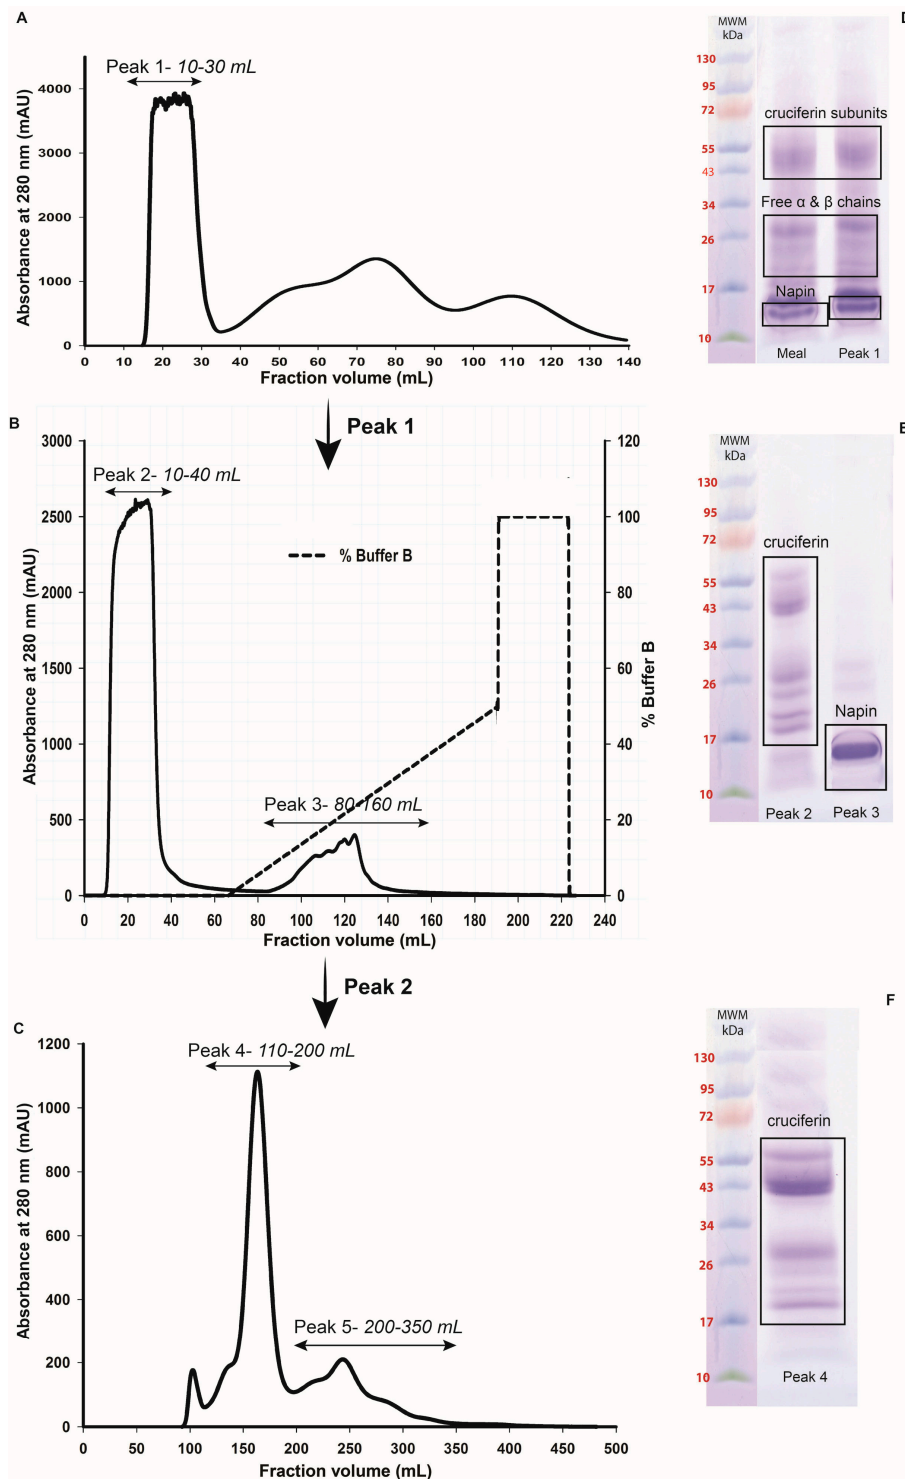 A
Peak 1- 10-30 mL
Absorbance at 280 nm (mAU)
4000
3000
2000
1000
0
0 10 20 30 40 50 60 70 80 90 100 110 120 130 140
Fraction volume (mL)
Peak 1
D
MWM
kDa
130
95
72
55
43
34
26
17
10
cruciferin subunits
Free α & β chains
Napin
Meal Peak 1
B
Peak 2- 10-40 mL
Absorbance at 280 nm (mAU)
3000
2500
2000
1500
1000
500
0
% Buffer B
Peak 3- 80-160 mL
120
100
80
60
40
20
0
% Buffer B
0 20 40 60 80 100 120 140 160 180 200 220 240
Fraction volume (mL)
Peak 2
MWM
kDa
130
95
72
55
43
34
26
17
10
cruciferin
Napin
Peak 2 Peak 3
C
Peak 4- 110-200 mL
Absorbance at 280 nm (mAU)
1200
1000
800
600
400
200
0
Peak 5- 200-350 mL
0 50 100 150 200 250 300 350 400 450 500
Fraction volume (mL)
F
MWM
kDa
130
95
72
55
43
34
26
17
10
cruciferin
Peak 4